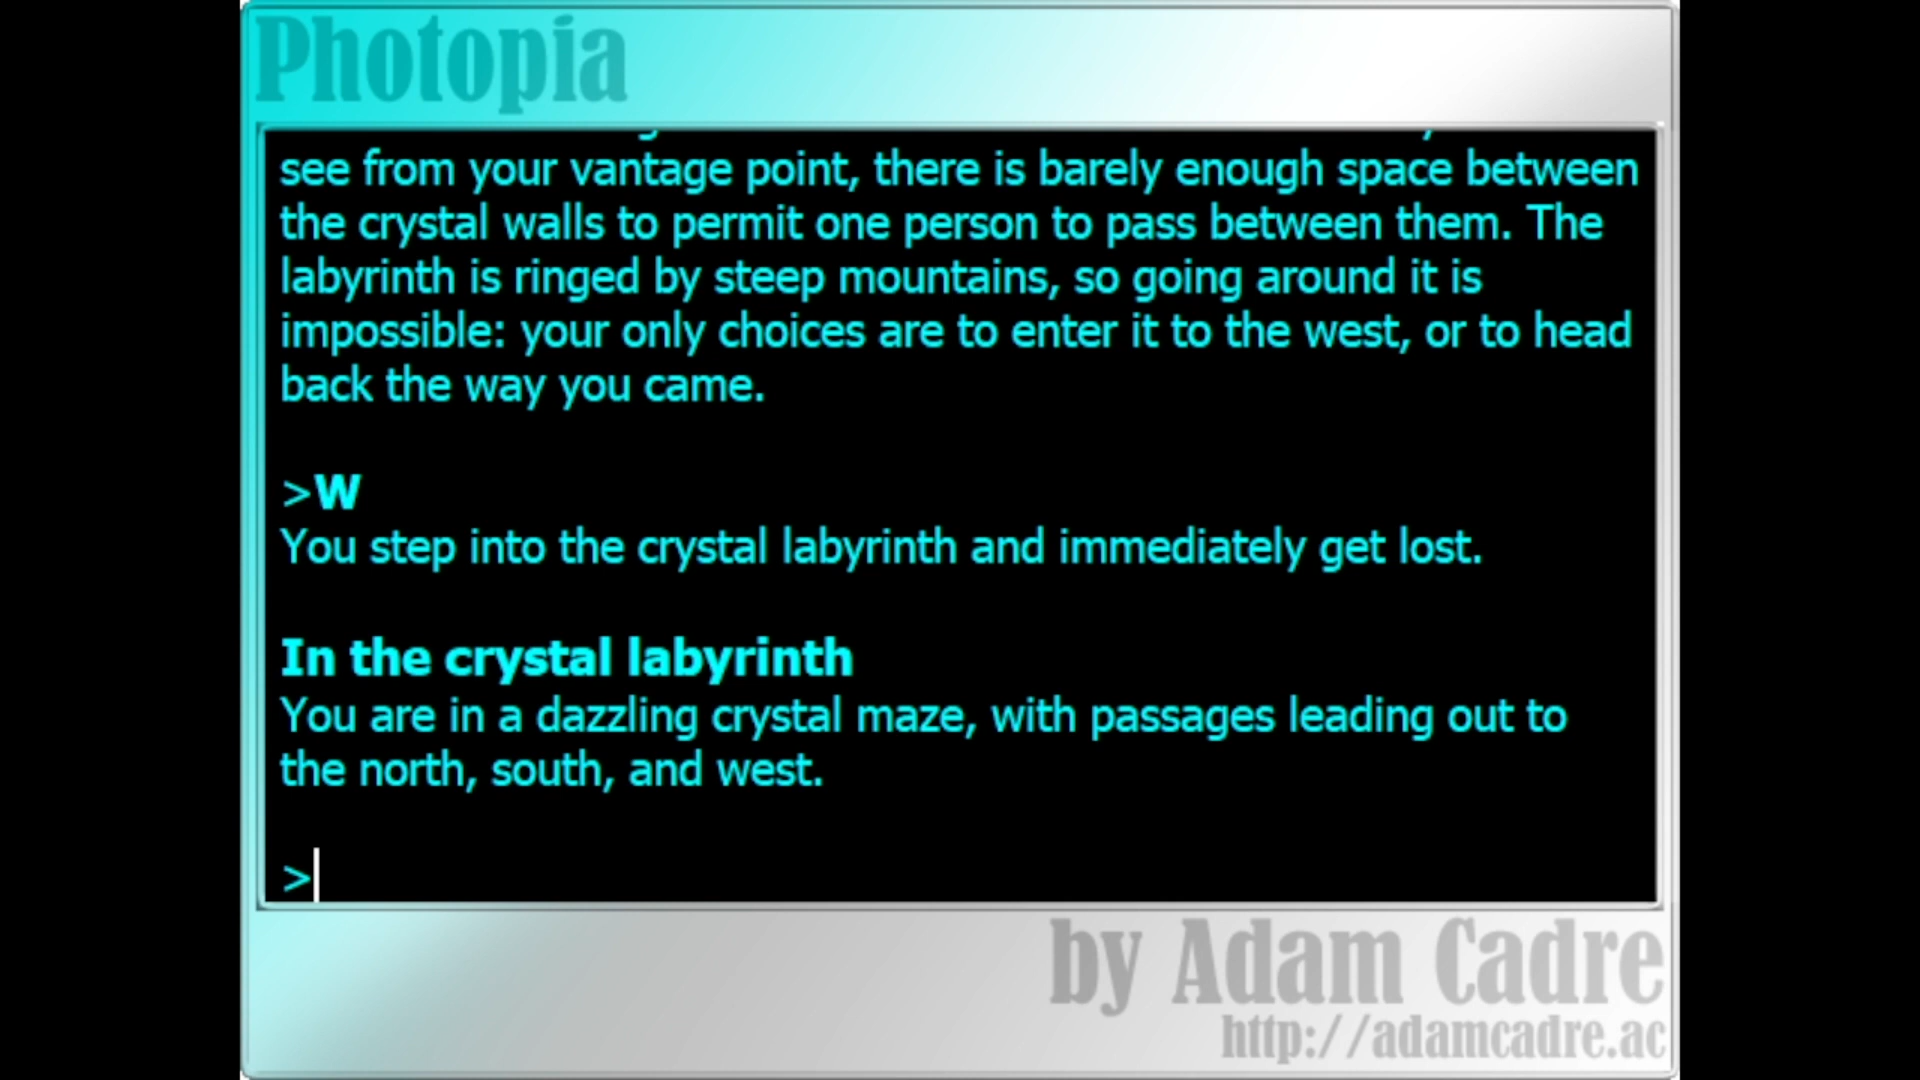 Photopia
see from your vantage point, there is barely enough space between
the crystal walls to permit one person to pass between them. The
labyrinth is ringed by steep mountains, so going around it is
impossible: your only choices are to enter it to the west, or to head
back the way you came.
>W
You step into the crystal labyrinth and immediately get lost.
In the crystal labyrinth
You are in a dazzling crystal maze, with passages leading out to
the north, south, and west.
>
by Adam Cadre
http://adamcadre.ac